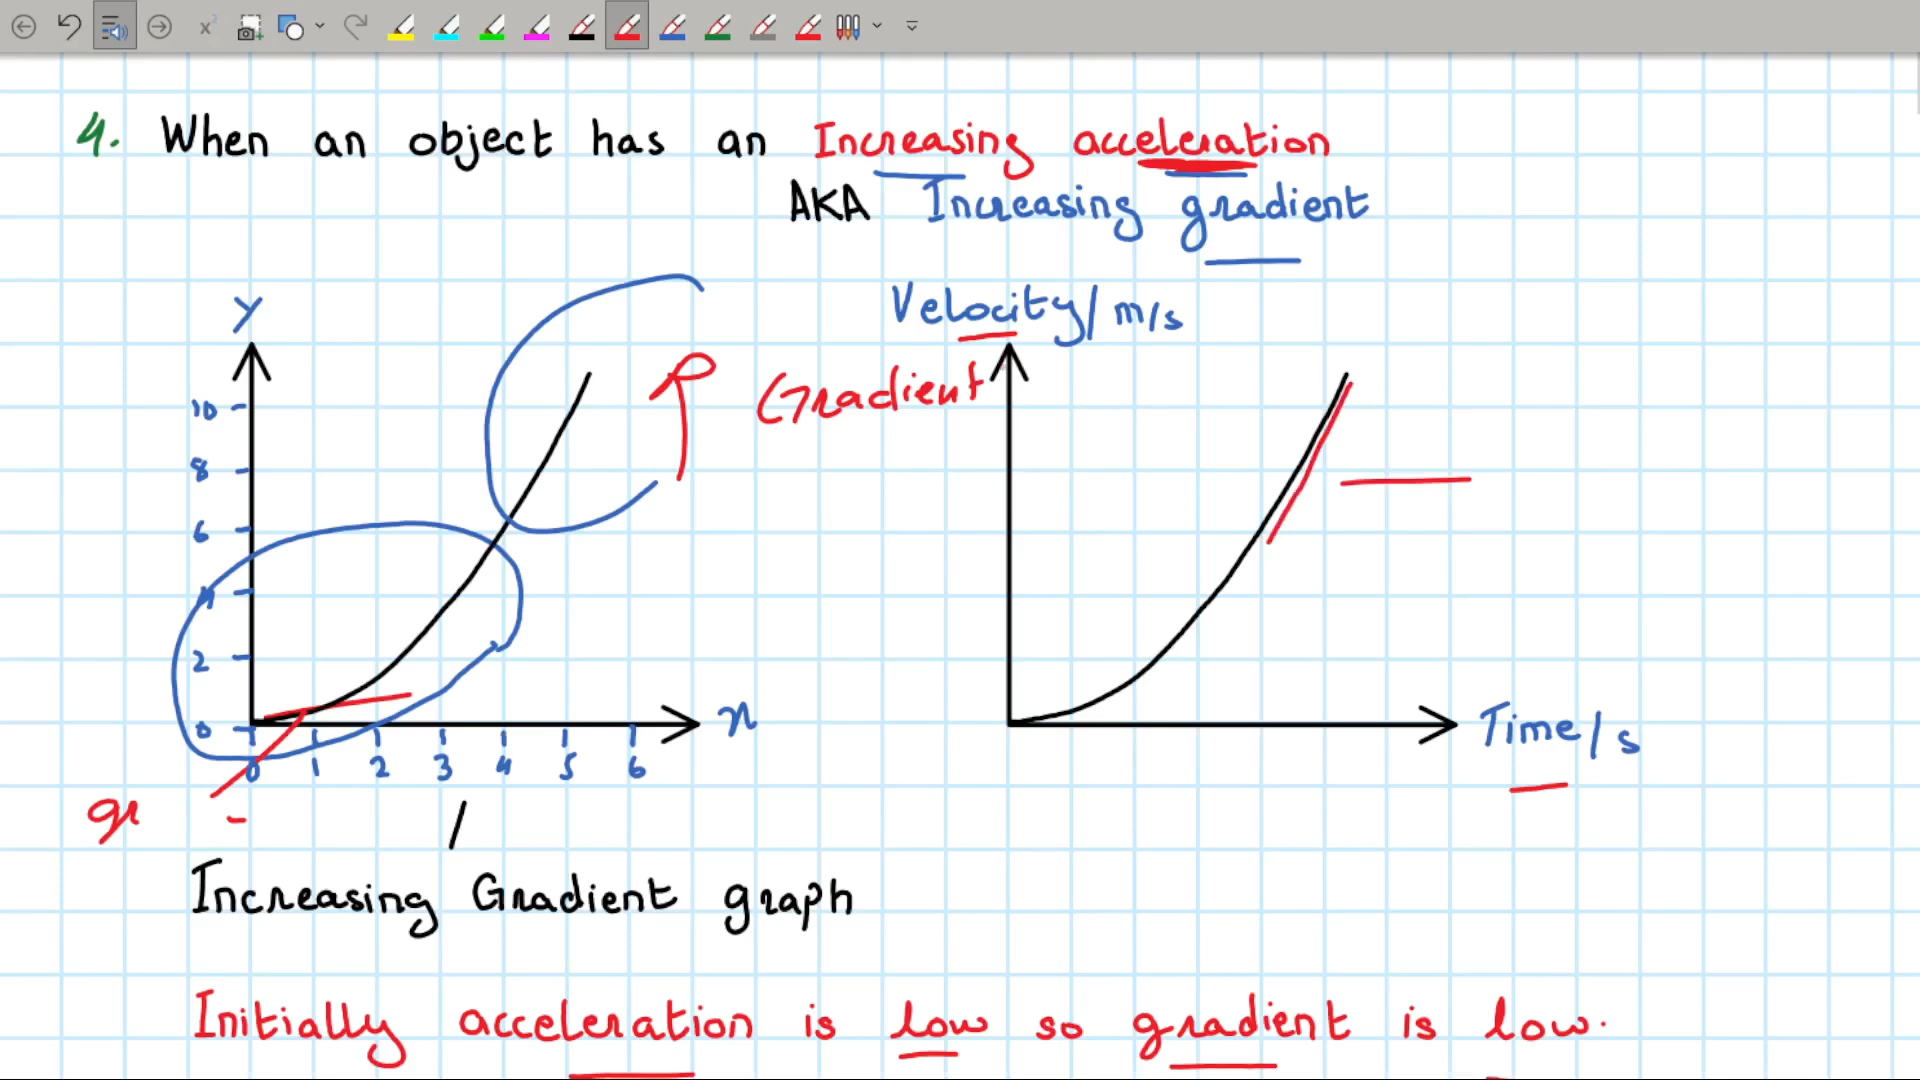 4. When an object has an Increasing acceleration
AKA Increasing gradient
y
10
8
6
4
2
0
0 1 2 3 4 5 6
x
Gradient
Velocity/m/s
Time/s
Increasing Gradient graph
Initially acceleration is low so gradient is low.